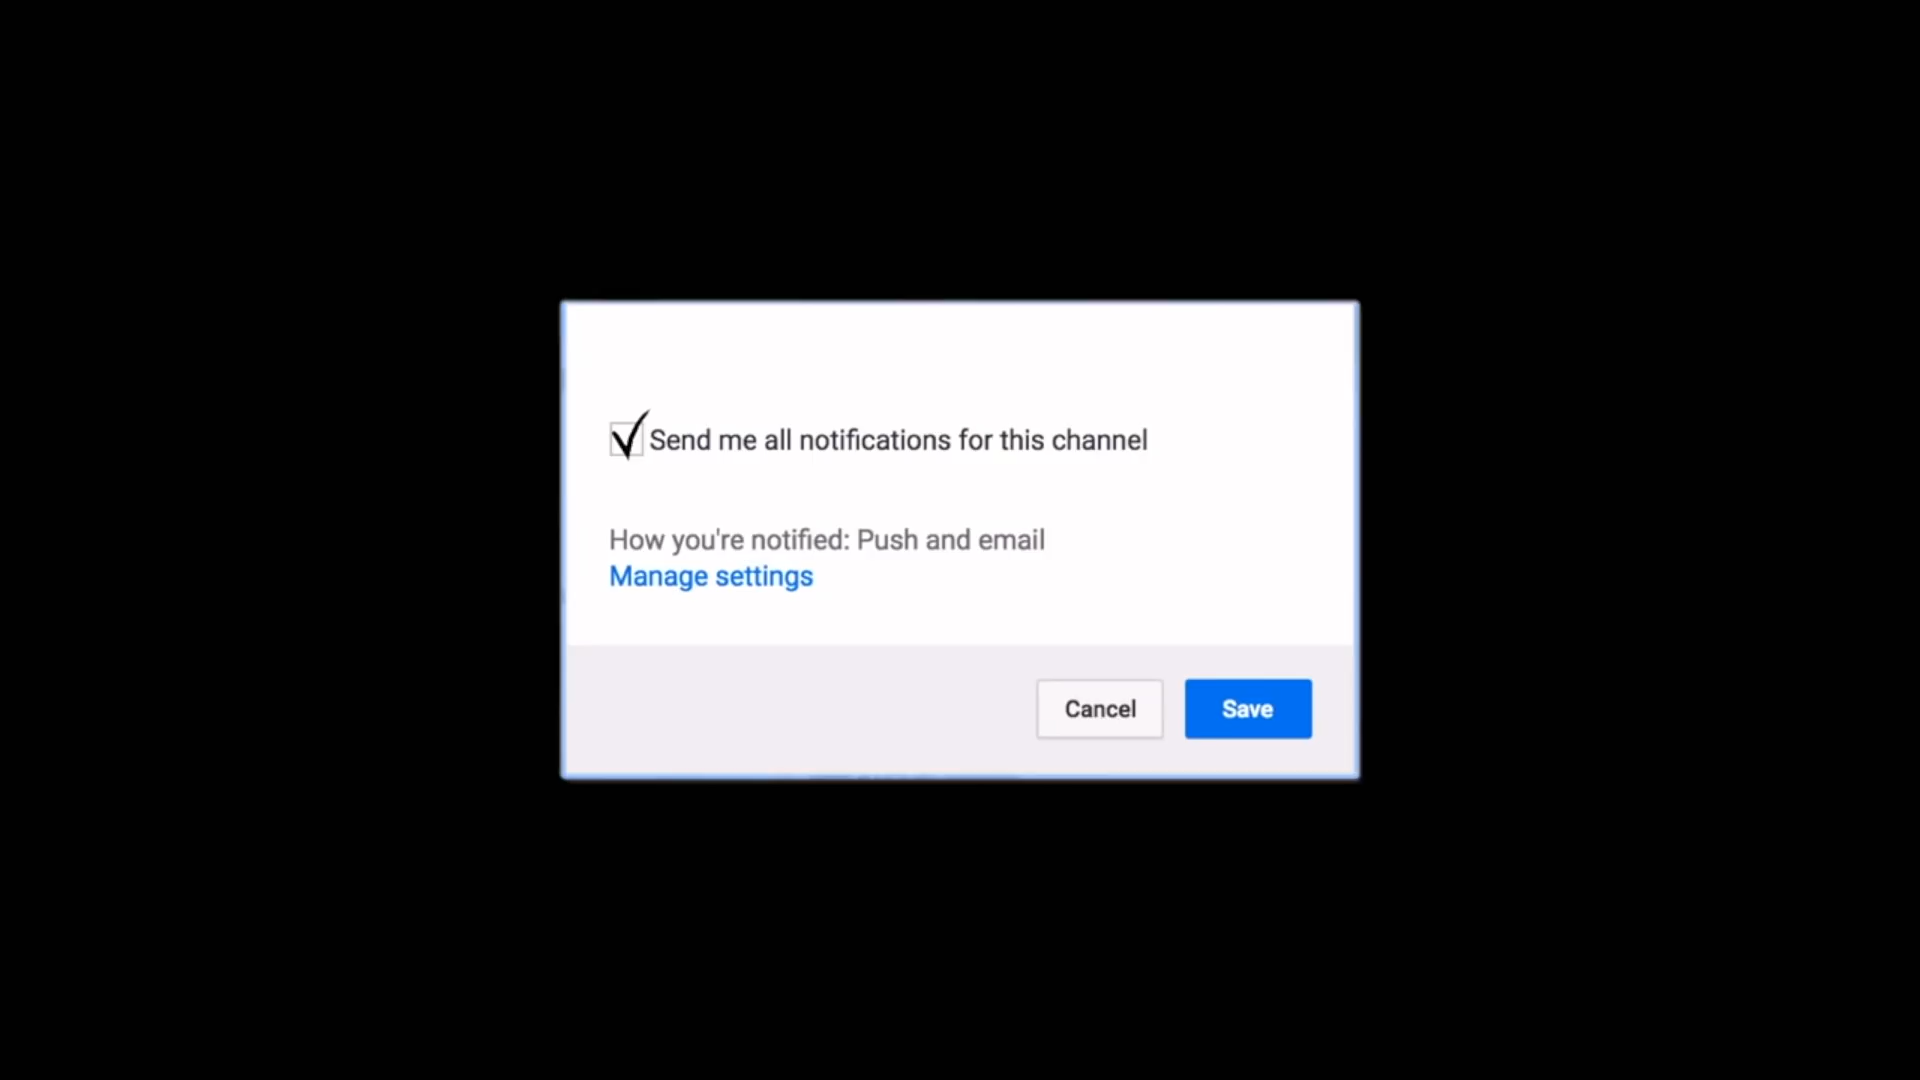 Send me all notifications for this channel
How you're notified: Push and email
Manage settings
Cancel
Save